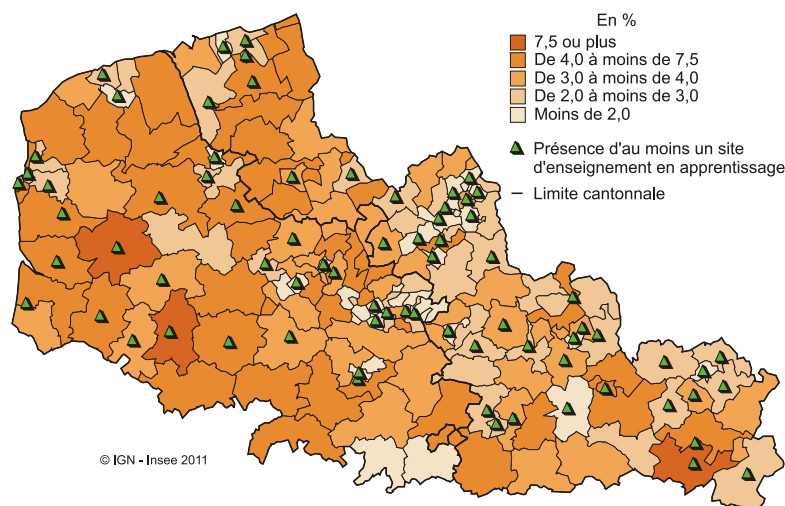 En %
7,5 ou plus
De 4,0 à moins de 7,5
De 3,0 à moins de 4,0
De 2,0 à moins de 3,0
Moins de 2,0
Présence d'au moins un site
d'enseignement en apprentissage
Limite cantonnale
© IGN - Insee 2011